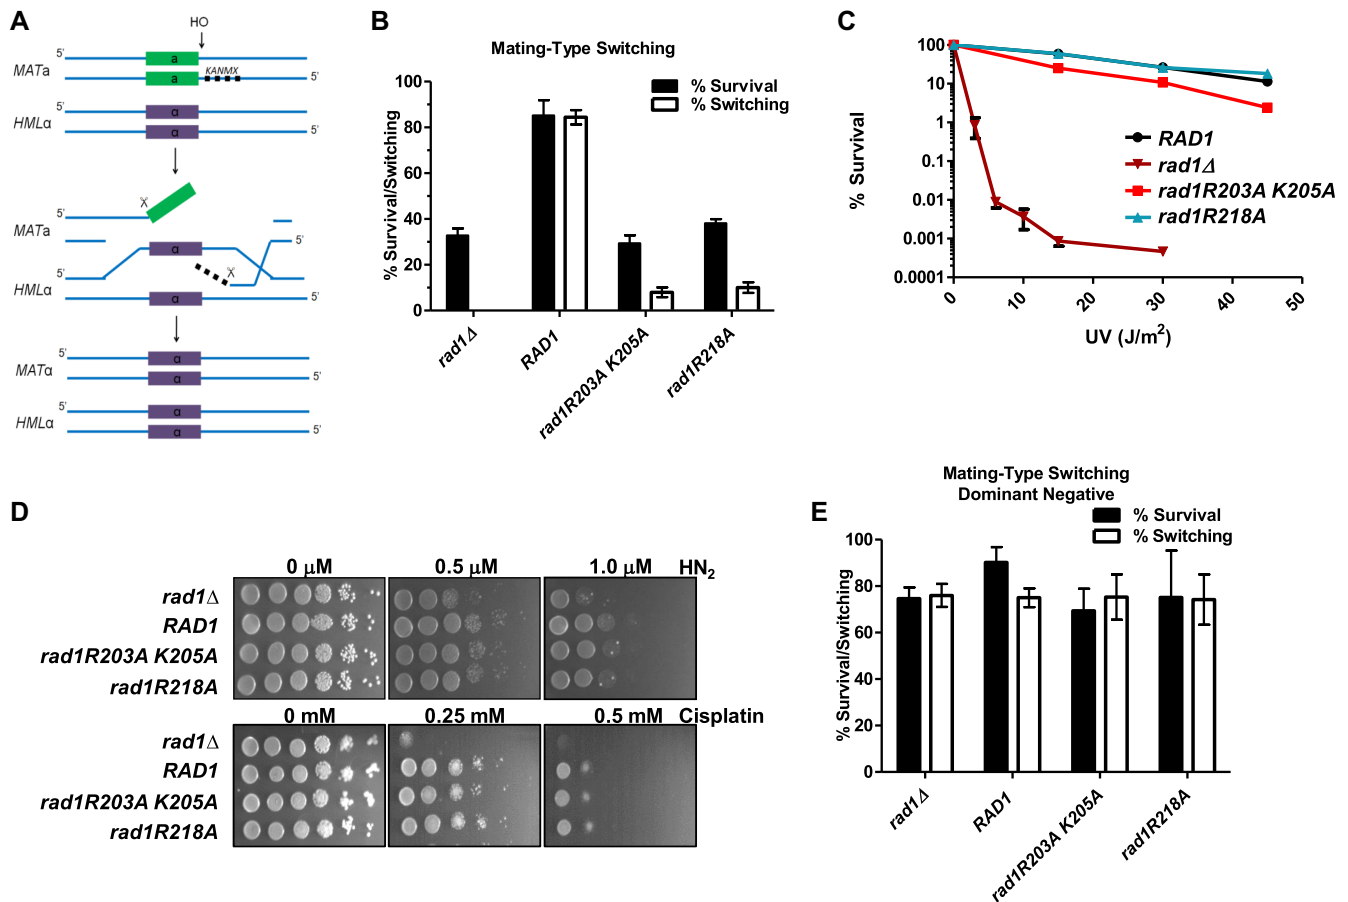 A
HO
5'
a
MATa
a
KANMX
5'
5'
α
HMLα
α
5'
5'
MATa
α
5'
5'
HMLα
α
5'
5'
α
MATα
α
5'
5'
α
HMLα
α
5'
B
Mating-Type Switching
% Survival
% Switching
% Survival/Switching
100
80
60
40
20
0
rad1Δ
RAD1
rad1R203A K205A
rad1R218A
C
% Survival
100
10
1
0.1
0.01
0.001
0.0001
RAD1
rad1Δ
rad1R203A K205A
rad1R218A
0
10
20
30
40
50
UV (J/m²)
D
0 μM
0.5 μM
1.0 μM
HN₂
rad1Δ
RAD1
rad1R203A K205A
rad1R218A
0 mM
0.25 mM
0.5 mM
Cisplatin
rad1Δ
RAD1
rad1R203A K205A
rad1R218A
E
Mating-Type Switching
Dominant Negative
% Survival
% Switching
% Survival/Switching
100
80
60
40
20
0
rad1Δ
RAD1
rad1R203A K205A
rad1R218A